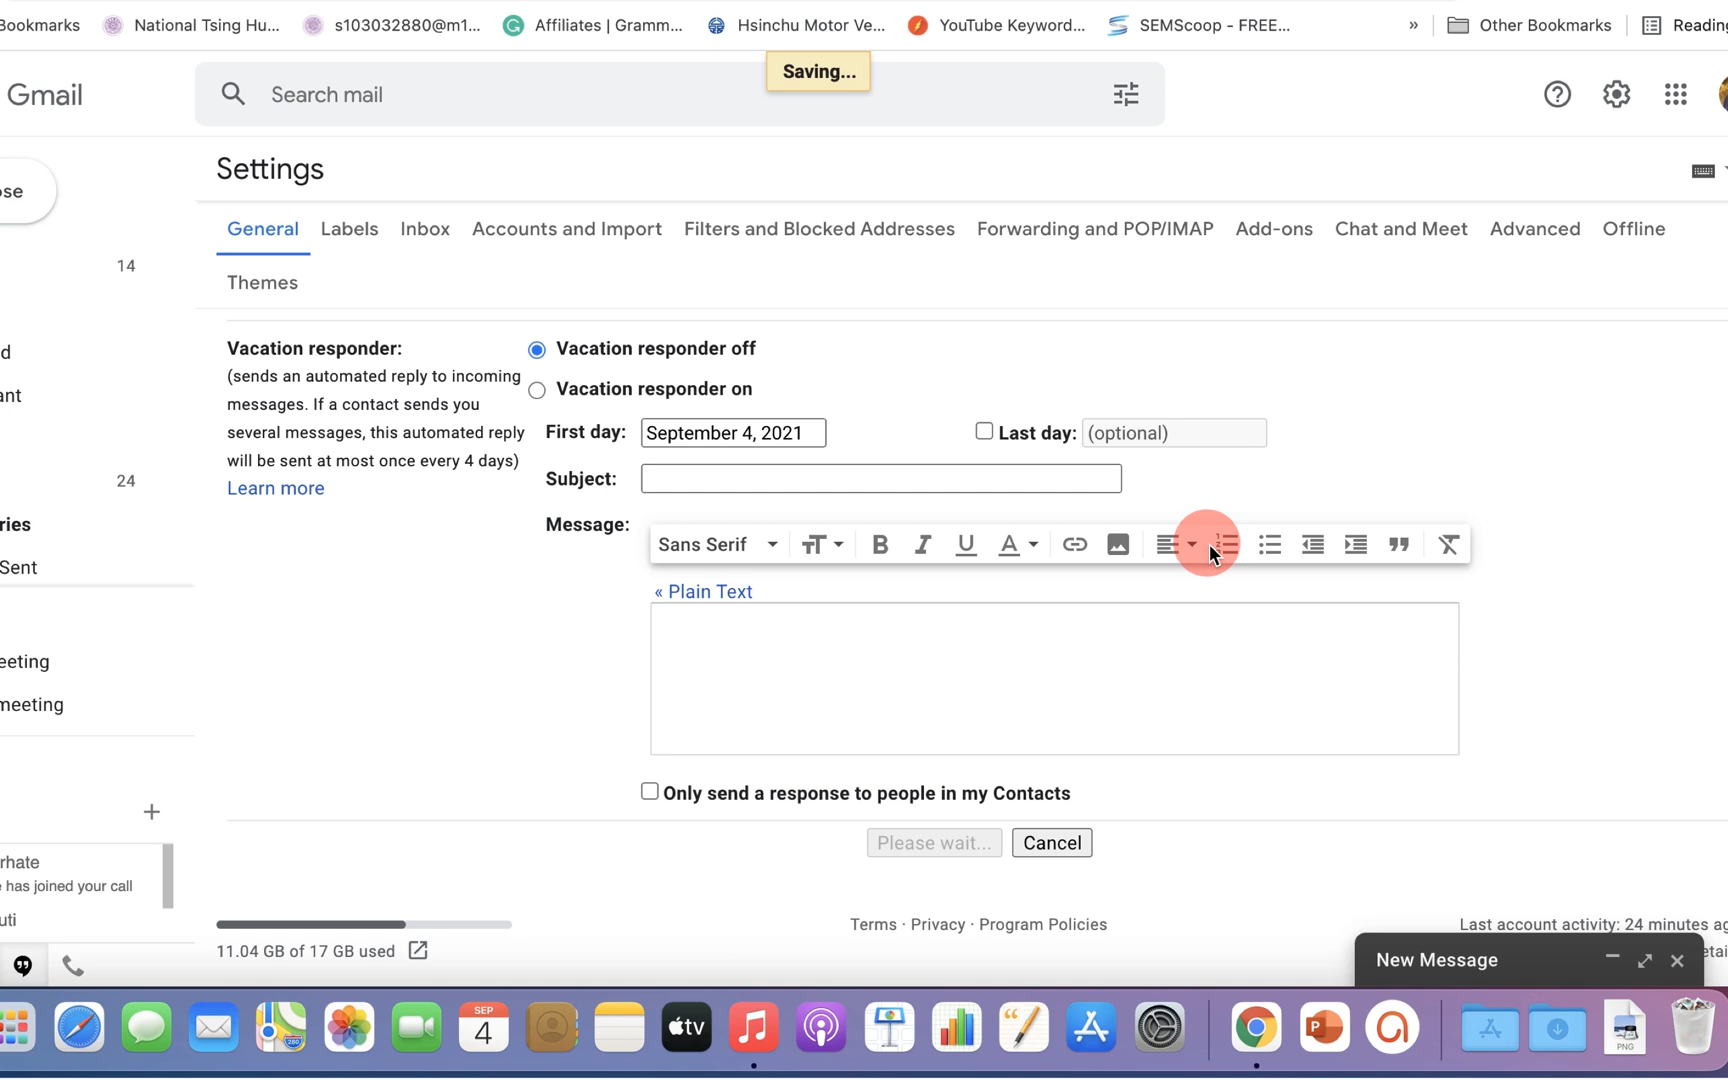 Bookmarks National Tsing Hu... s103032880@m1... Affiliates | Gramm... Hsinchu Motor Ve... YouTube Keyword... SEMScoop - FREE... » Other Bookmarks Reading
Saving...
Gmail Search mail
Settings
ose
General Labels Inbox Accounts and Import Filters and Blocked Addresses Forwarding and POP/IMAP Add-ons Chat and Meet Advanced Offline
14
Themes
Vacation responder:
(sends an automated reply to incoming
messages. If a contact sends you
several messages, this automated reply
will be sent at most once every 4 days)
Learn more
Vacation responder off
Vacation responder on
First day: September 4, 2021 Last day: (optional)
Subject:
Message:
Sans Serif
« Plain Text
Only send a response to people in my Contacts
Please wait... Cancel
d
ant
24
ries
Sent
eeting
meeting
rhate
e has joined your call
uti
11.04 GB of 17 GB used
Terms · Privacy · Program Policies
Last account activity: 24 minutes ag
etai
New Message
SEP
4
280
tv
P
PNG